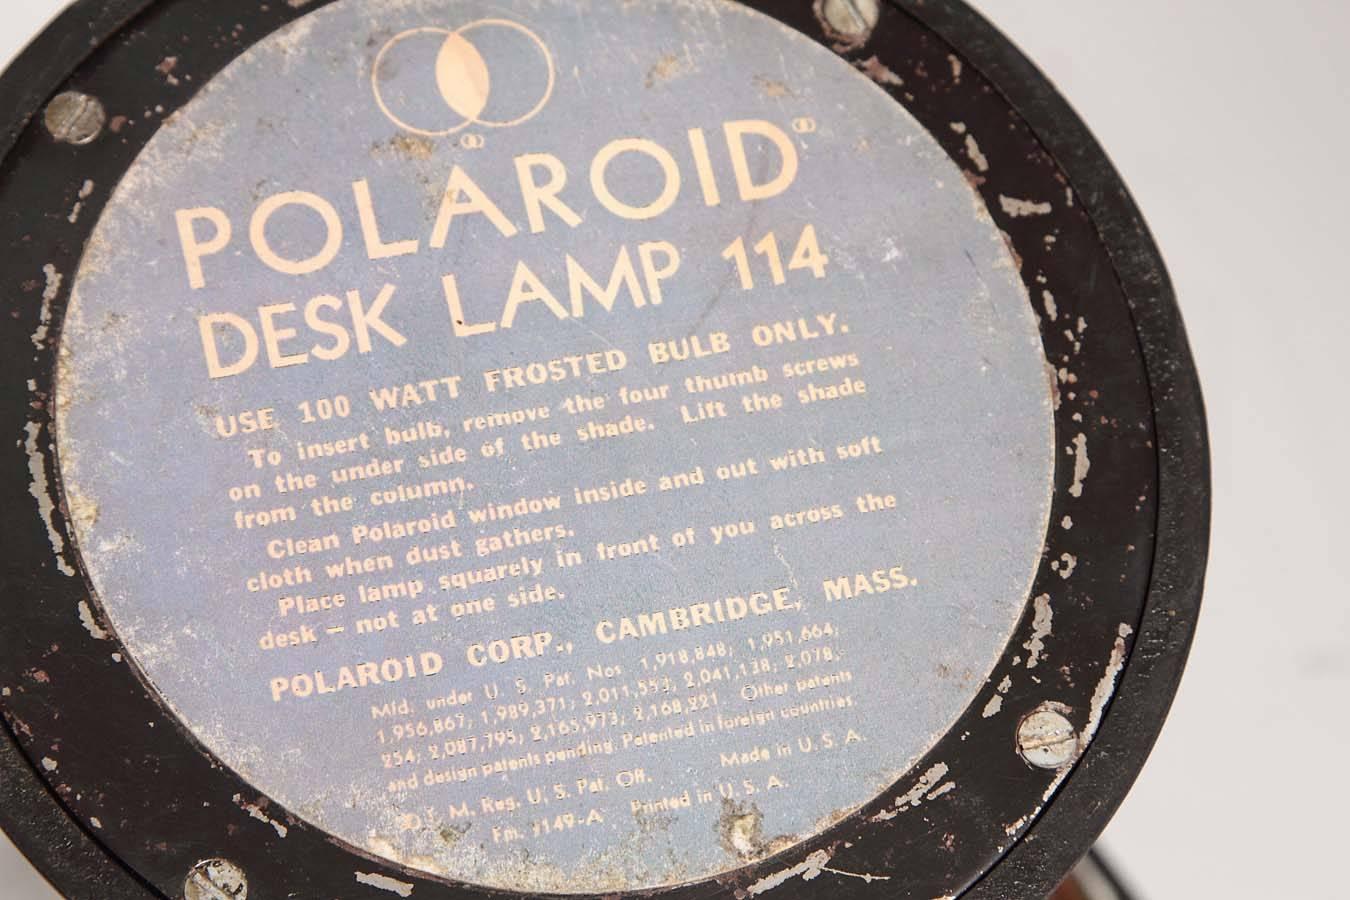 POLAROID
DESK LAMP 114
USE 100 WATT FROSTED BULB ONLY.
To insert bulb, remove the four thumb screws
on the under side of the shade. Lift the shade
from the column.
Clean Polaroid window inside and out with soft
cloth when dust gathers.
Place lamp squarely in front of you across the
desk — not at one side.
POLAROID CORP., CAMBRIDGE, MASS.
Mfd. under U. S. Pat. Nos 1,918,848; 1,951,664;
1,956,867; 1,989,371; 2,011,553; 2,041,138; 2,078,-
254; 2,087,795; 2,165,973; 2,168,221. Other patents
and design patents pending. Patented in foreign countries.
T. M. Reg. U. S. Pat. Off. Made in U. S. A.
Fm. 1149-A Printed in U. S. A.